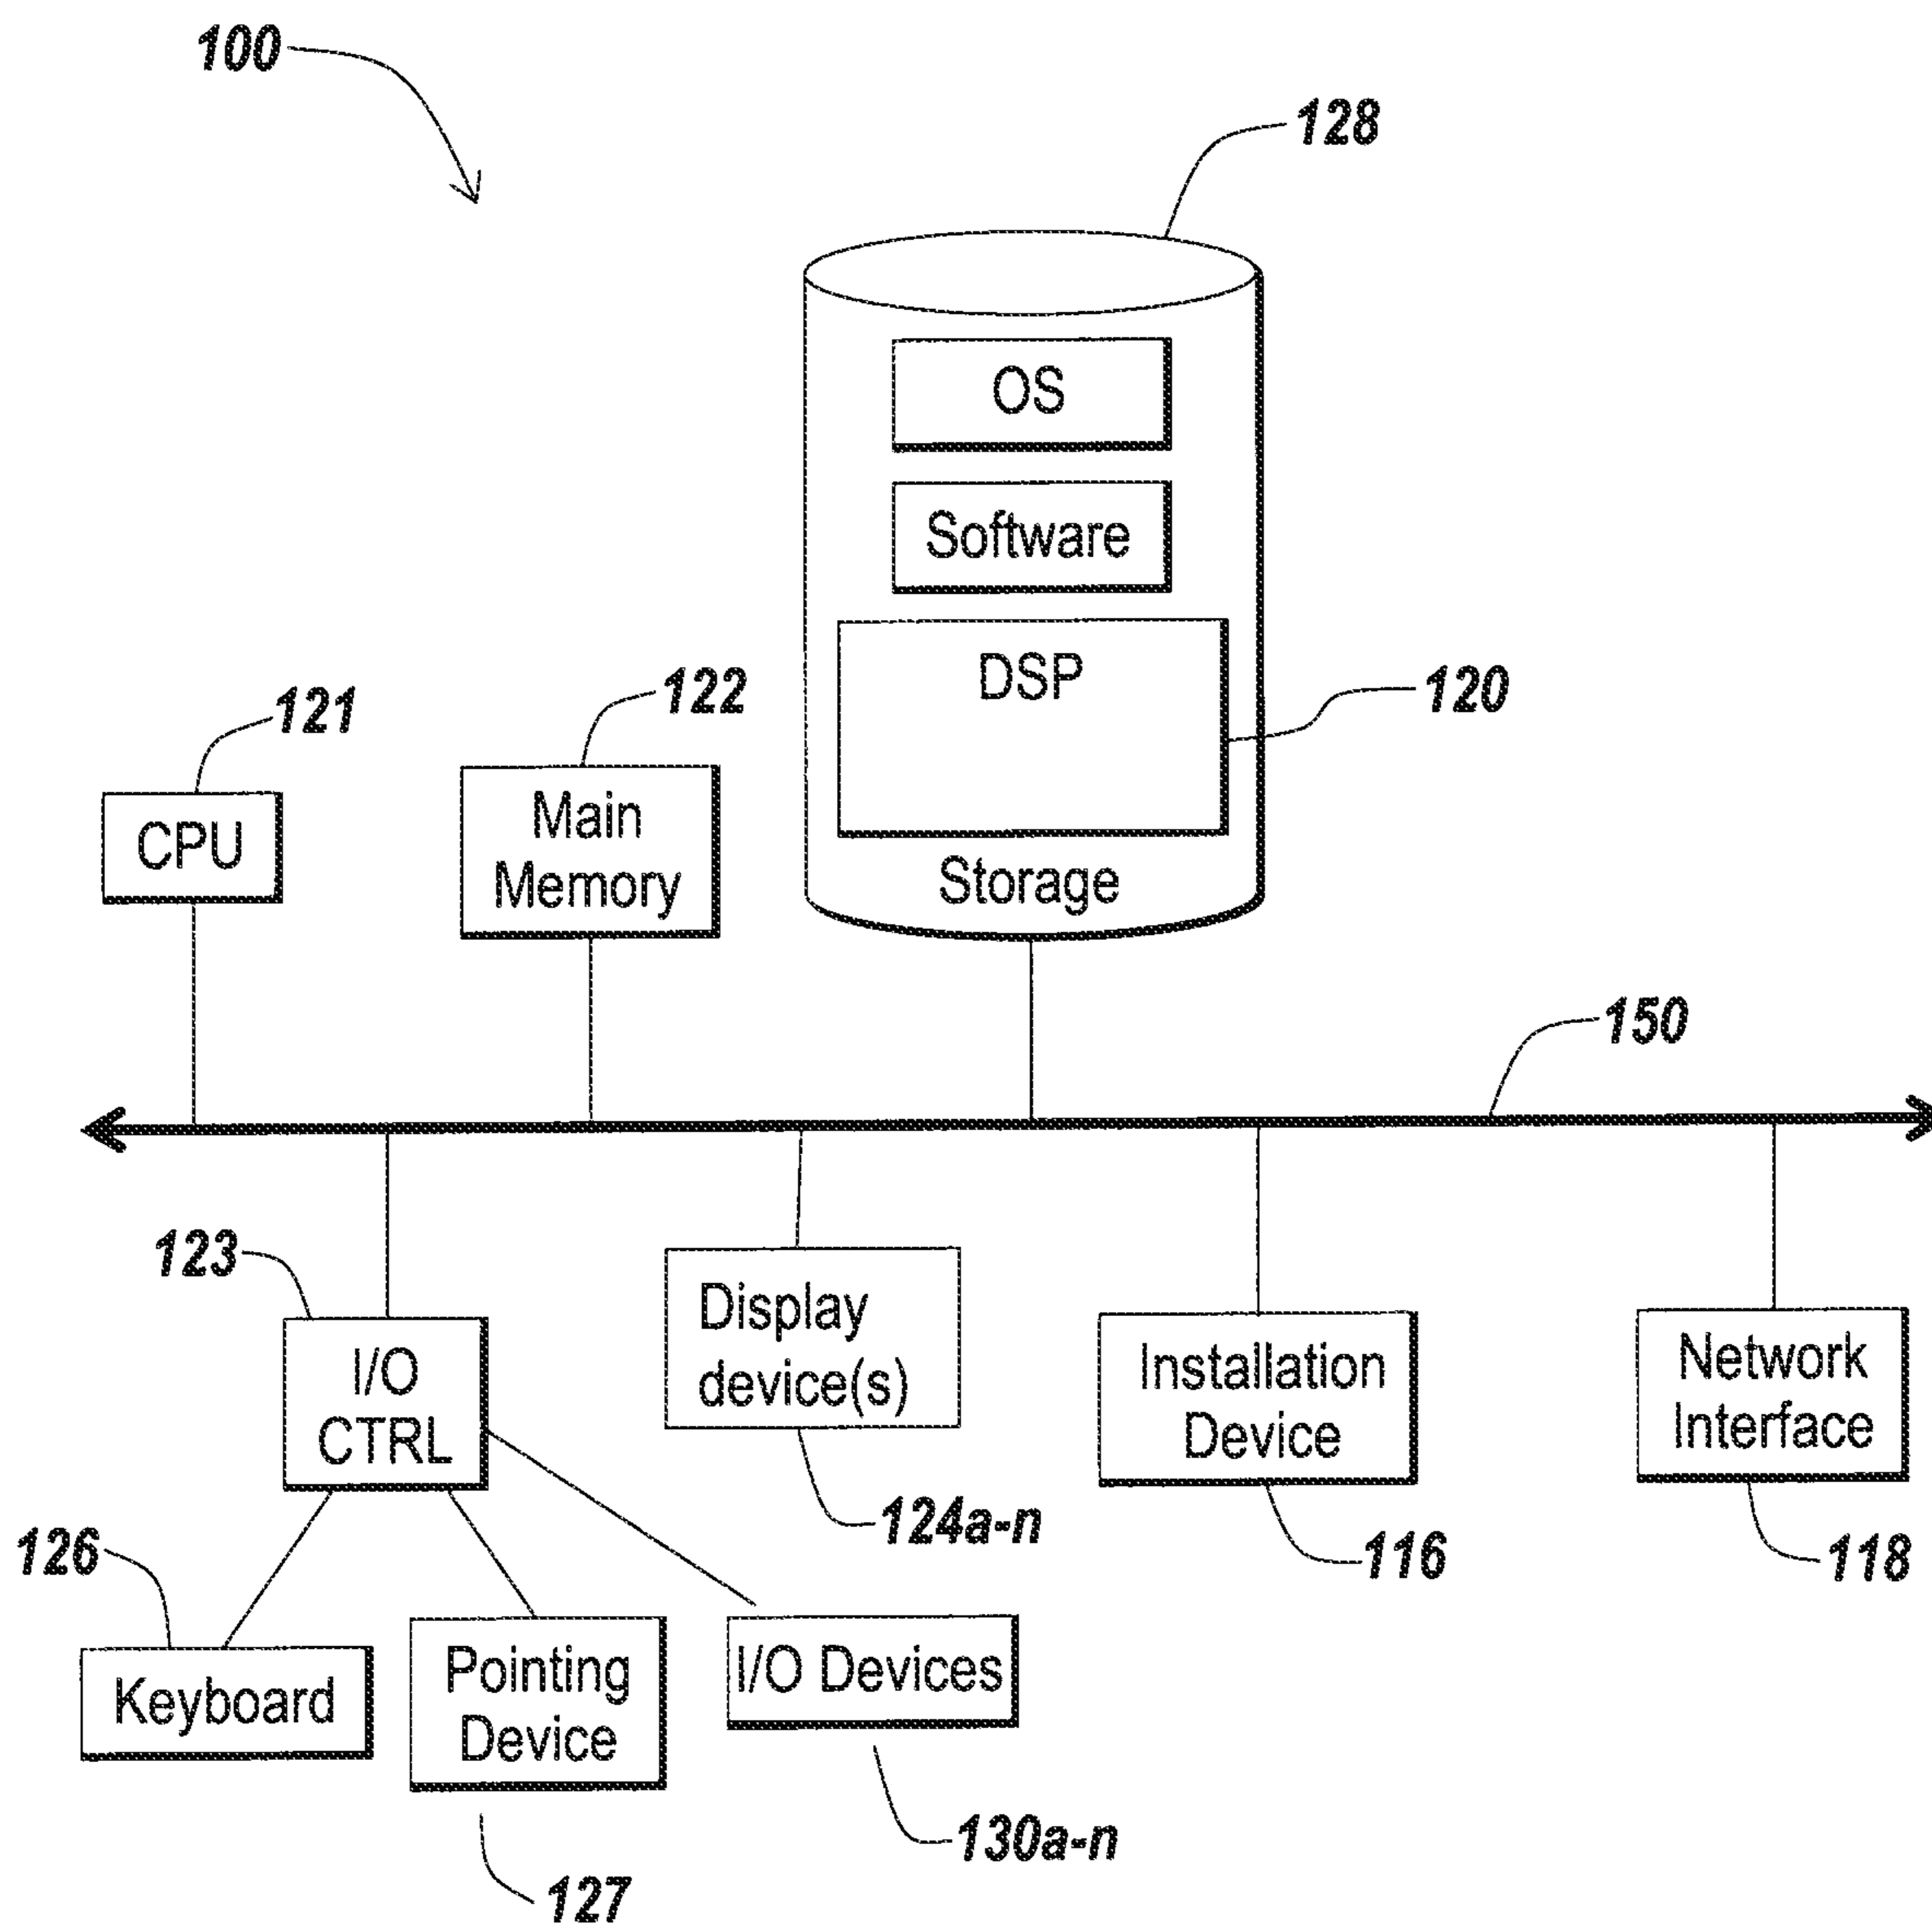 100
128
OS
Software
DSP
120
122
121
Main
Memory
CPU
Storage
150
123
Display
device(s)
I/O
CTRL
Installation
Device
Network
Interface
124a-n
116
118
126
Keyboard
Pointing
Device
I/O Devices
130a-n
127